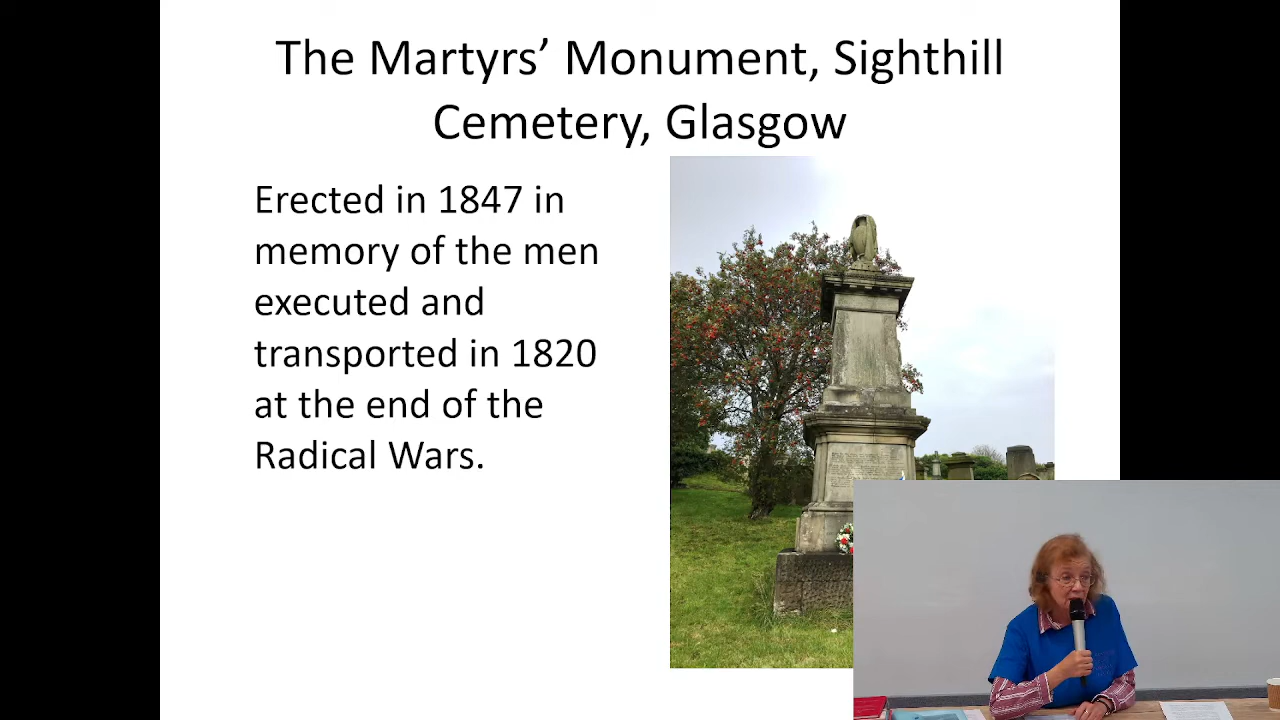 The Martyrs’ Monument, Sighthill
Cemetery, Glasgow
Erected in 1847 in
memory of the men
executed and
transported in 1820
at the end of the
Radical Wars.